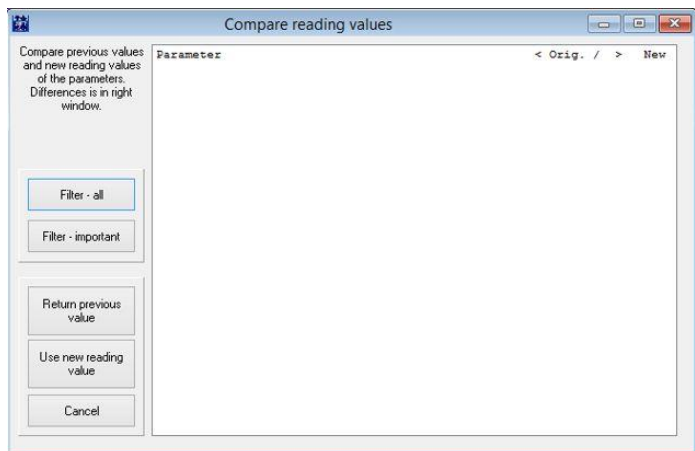 Compare reading values
Compare previous values
and new reading values
of the parameters.
Differences is in right
window.
Parameter < Orig. / > New
Filter - all
Filter - important
Return previous
value
Use new reading
value
Cancel